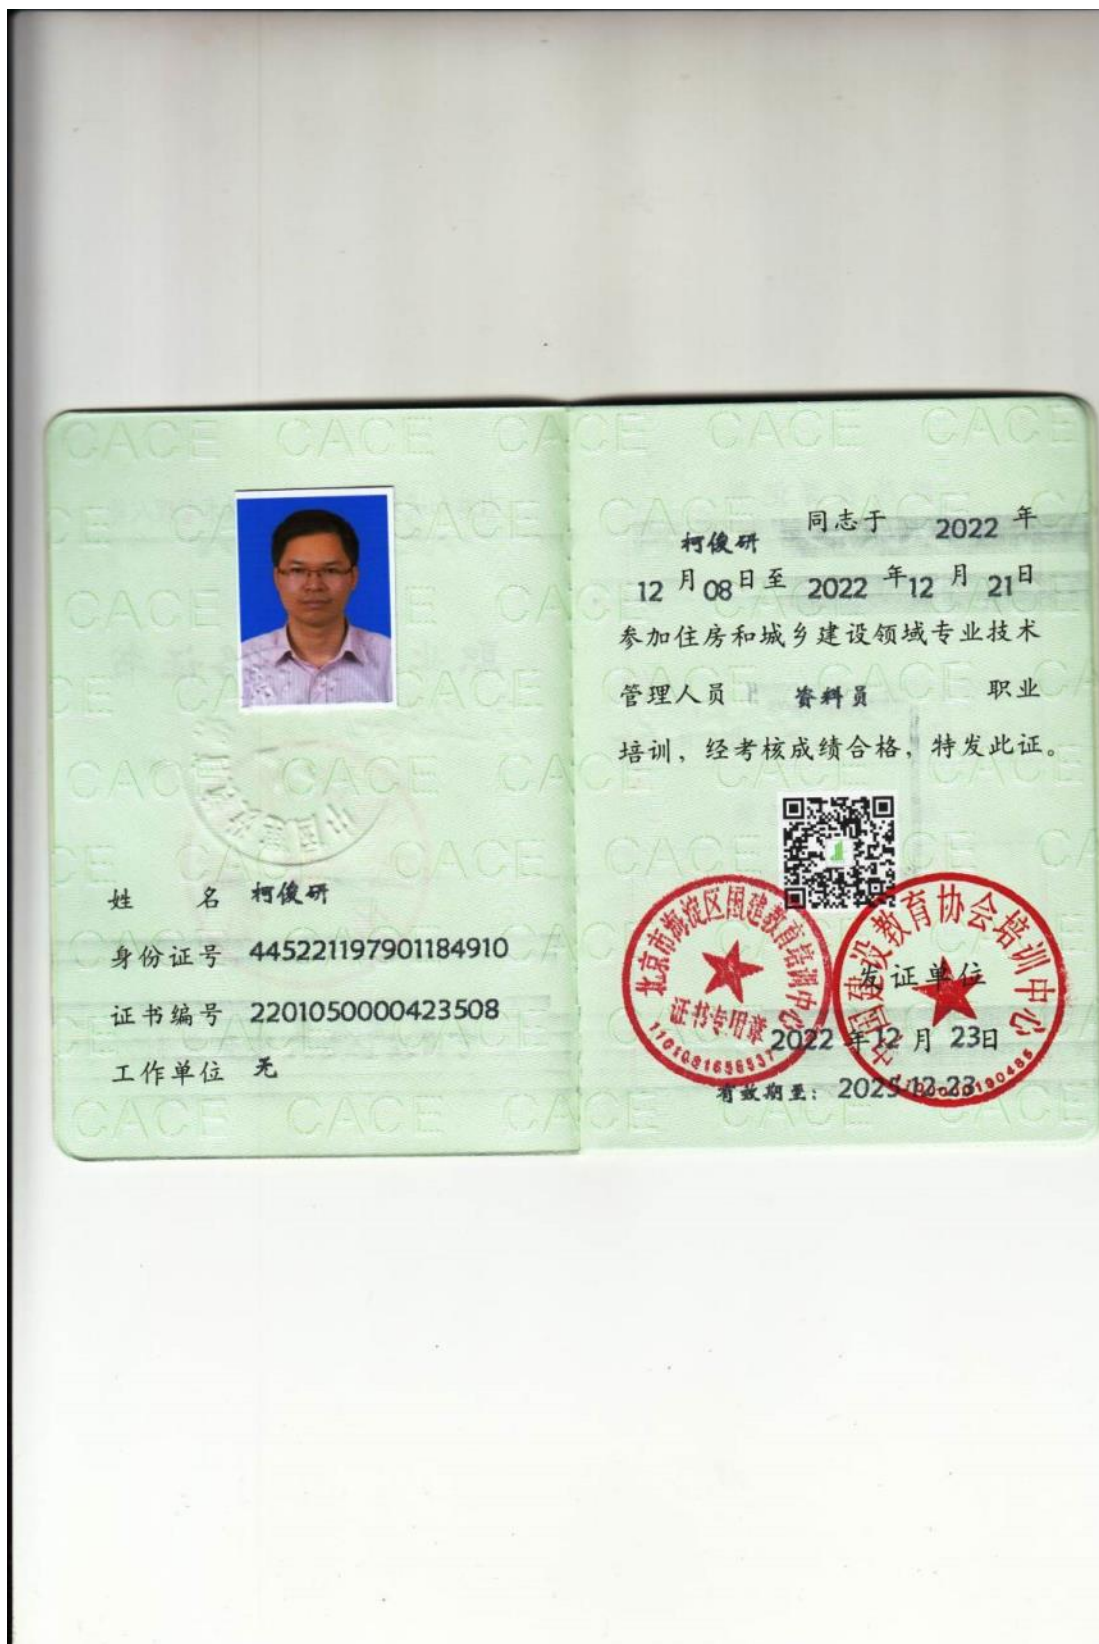 姓 名 柯俊研
身份证号 445221197901184910
证书编号 2201050000423508
工作单位 无
柯俊研 同志于 2022 年
12 月 08 日至 2022 年 12 月 21 日
参加住房和城乡建设领域专业技术
管理人员 资料员 职业
培训，经考核成绩合格，特发此证。
北京市海淀区国建教育培训中心
证书专用章
中国建设教育协会培训中心
发证单位
2022 年 12 月 23 日
有效期至：2025-12-23
CACE CACE CACE CACE CACE